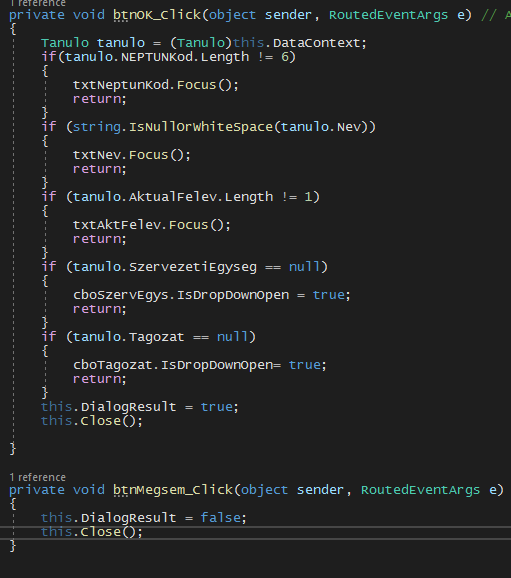 1 reference
private void btnOK_Click(object sender, RoutedEventArgs e) // A
{
Tanulo tanulo = (Tanulo)this.DataContext;
if(tanulo.NEPTUNKod.Length != 6)
{
txtNeptunKod.Focus();
return;
}
if (string.IsNullOrWhiteSpace(tanulo.Nev))
{
txtNev.Focus();
return;
}
if (tanulo.AktualFelev.Length != 1)
{
txtAktFelev.Focus();
return;
}
if (tanulo.SzervezetiEgyseg == null)
{
cboSzervEgys.IsDropDownOpen = true;
return;
}
if (tanulo.Tagozat == null)
{
cboTagozat.IsDropDownOpen= true;
return;
}
this.DialogResult = true;
this.Close();
}
1 reference
private void btnMegsem_Click(object sender, RoutedEventArgs e)
{
this.DialogResult = false;
this.Close();
}